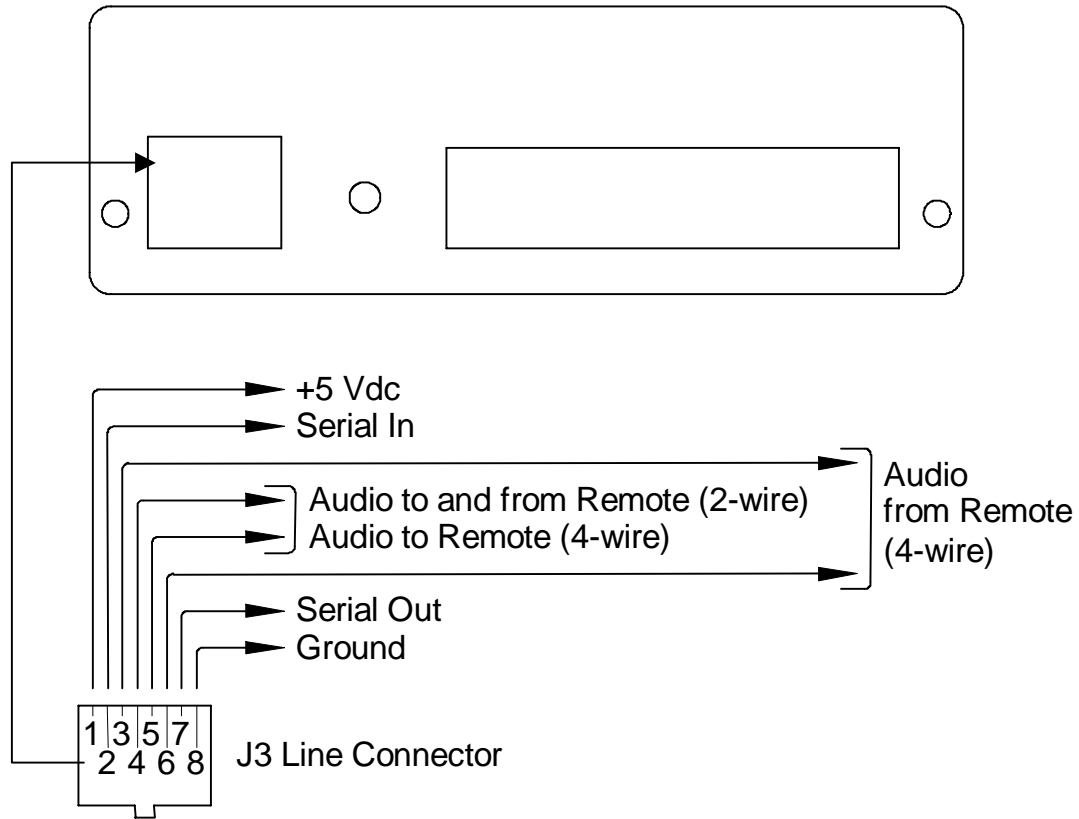 +5 Vdc
Serial In
Audio to and from Remote (2-wire)
Audio to Remote (4-wire)
Audio
from Remote
(4-wire)
Serial Out
Ground
1 2 3 4 5 6 7 8
J3 Line Connector